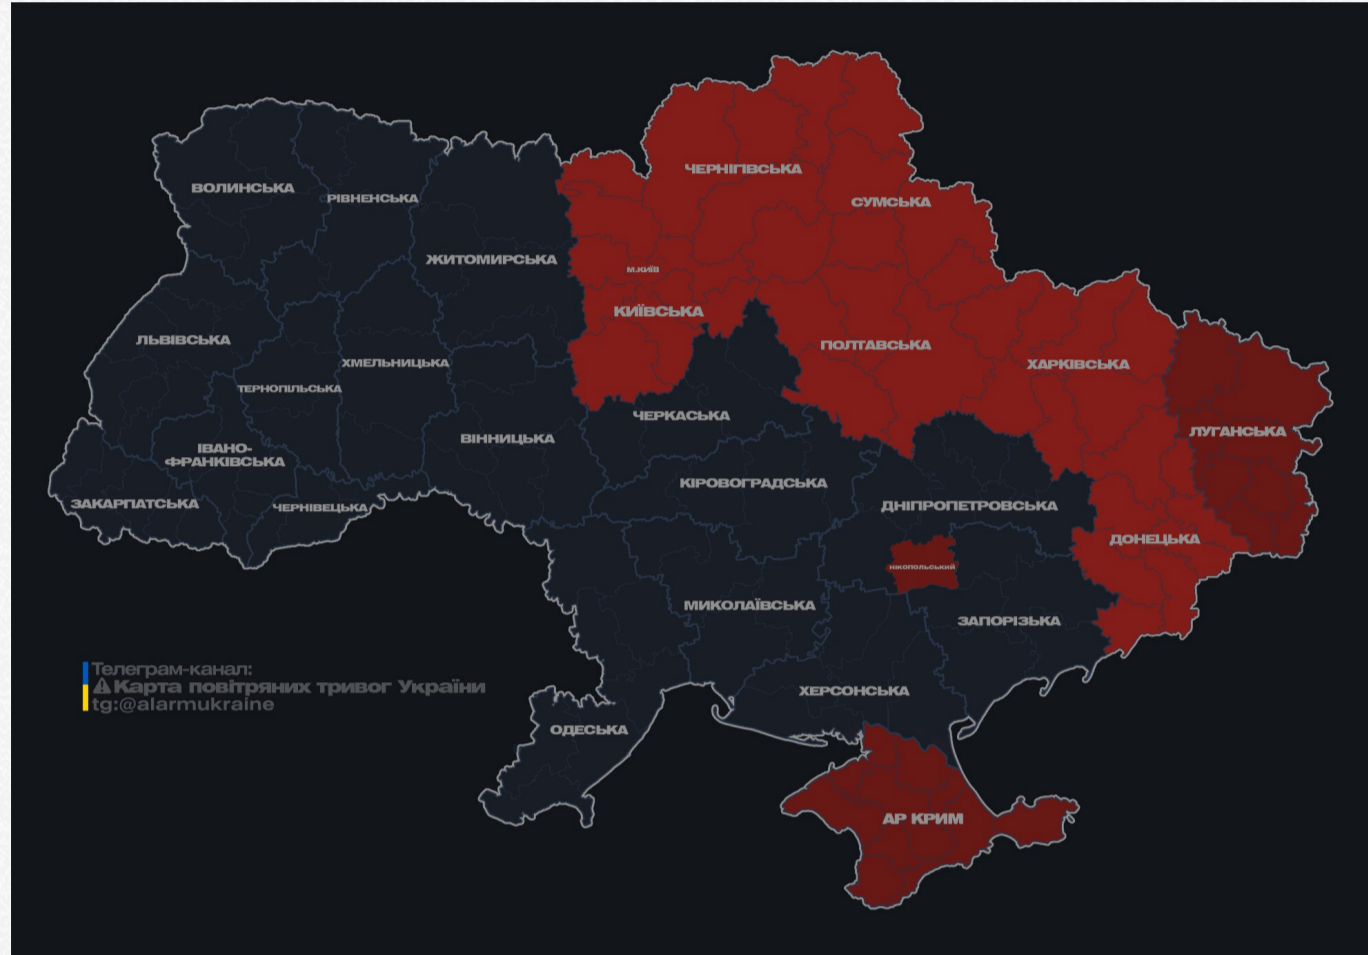 ЧЕРНІГІВСЬКА
ВОЛИНСЬКА
РІВНЕНСЬКА
СУМСЬКА
ЖИТОМИРСЬКА
М.КИЇВ
КИЇВСЬКА
ЛЬВІВСЬКА
ПОЛТАВСЬКА
ХМЕЛЬНИЦЬКА
ХАРКІВСЬКА
ТЕРНОПІЛЬСЬКА
ЧЕРКАСЬКА
ЛУГАНСЬКА
ВІННИЦЬКА
ІВАНО-
ФРАНКІВСЬКА
КІРОВОГРАДСЬКА
ЗАКАРПАТСЬКА
ЧЕРНІВЕЦЬКА
ДНІПРОПЕТРОВСЬКА
ДОНЕЦЬКА
НІКОПОЛЬСЬКИЙ
МИКОЛАЇВСЬКА
ЗАПОРІЗЬКА
Телеграм-канал:
Карта повітряних тривог України
tg:@alarmukraine
ХЕРСОНСЬКА
ОДЕСЬКА
АР КРИМ